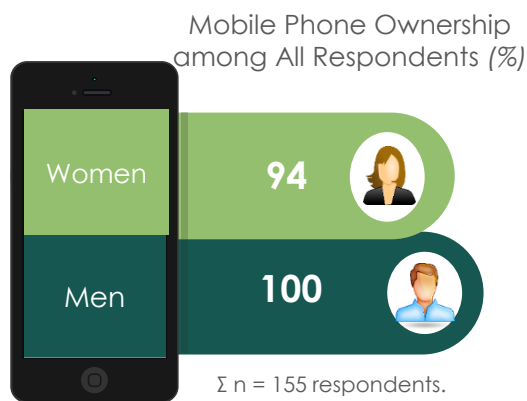 Mobile Phone Ownership
among All Respondents (%)
Women
94
Men
100
Σ n = 155 respondents.